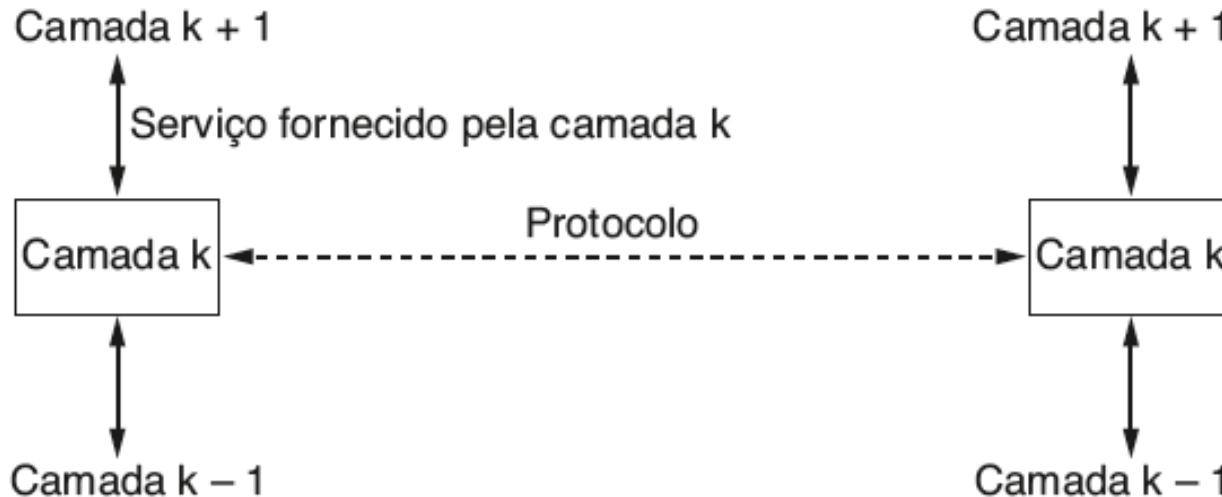 Camada k + 1
Camada k + 1
Serviço fornecido pela camada k
Protocolo
Camada k
Camada k
Camada k – 1
Camada k – 1